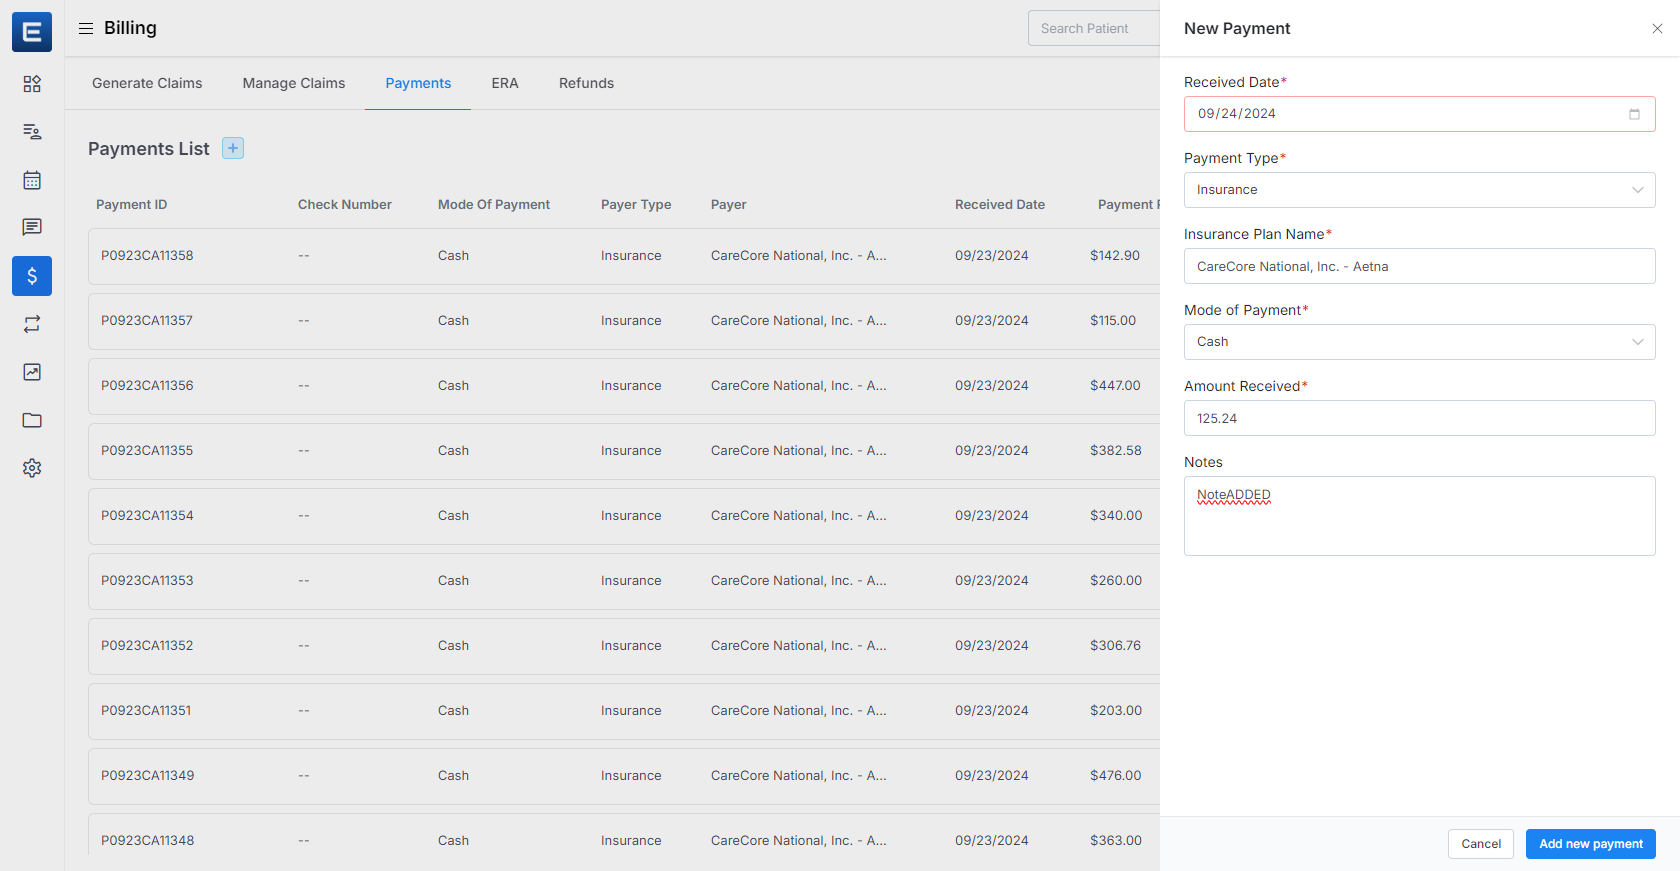 E
Billing
Search Patient
Generate Claims Manage Claims Payments ERA Refunds
Payments List +
Payment ID Check Number Mode Of Payment Payer Type Payer Received Date Payment
P0923CA11358 -- Cash Insurance CareCore National, Inc. - A... 09/23/2024 $142.90
P0923CA11357 -- Cash Insurance CareCore National, Inc. - A... 09/23/2024 $115.00
P0923CA11356 -- Cash Insurance CareCore National, Inc. - A... 09/23/2024 $447.00
P0923CA11355 -- Cash Insurance CareCore National, Inc. - A... 09/23/2024 $382.58
P0923CA11354 -- Cash Insurance CareCore National, Inc. - A... 09/23/2024 $340.00
P0923CA11353 -- Cash Insurance CareCore National, Inc. - A... 09/23/2024 $260.00
P0923CA11352 -- Cash Insurance CareCore National, Inc. - A... 09/23/2024 $306.76
P0923CA11351 -- Cash Insurance CareCore National, Inc. - A... 09/23/2024 $203.00
P0923CA11349 -- Cash Insurance CareCore National, Inc. - A... 09/23/2024 $476.00
P0923CA11348 -- Cash Insurance CareCore National, Inc. - A... 09/23/2024 $363.00
New Payment
Received Date*
09/24/2024
Payment Type*
Insurance
Insurance Plan Name*
CareCore National, Inc. - Aetna
Mode of Payment*
Cash
Amount Received*
125.24
Notes
NoteADDED
Cancel Add new payment